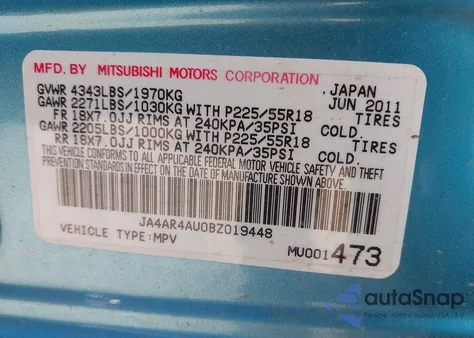 MFD. BY MITSUBISHI MOTORS CORPORATION JAPAN
GVWR 4343LBS/1970KG JUN 2011
GAWR 2271LBS/1030KG WITH P225/55R18 TIRES
FR 18X7.0JJ RIMS AT 240KPA/35PSI COLD.
GAWR 2205LBS/1000KG WITH P225/55R18 TIRES
RR 18X7.0JJ RIMS AT 240KPA/35PSI COLD.
THIS VEHICLE CONFORMS TO ALL APPLICABLE FEDERAL MOTOR VEHICLE SAFETY AND THEFT
PREVENTION STANDARDS IN EFFECT ON THE DATE OF MANUFACTURE SHOWN ABOVE.
JA4AR4AU0BZ019448
VEHICLE TYPE:MPV MU001473
autoSnap